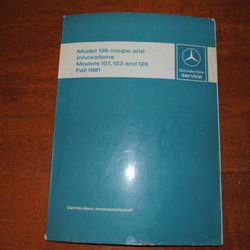 Model 126 coupe and
innovations
Models 107, 123 and 126
Fall 1981
Mercedes-Benz
service
Daimler-Benz Aktiengesellschaft